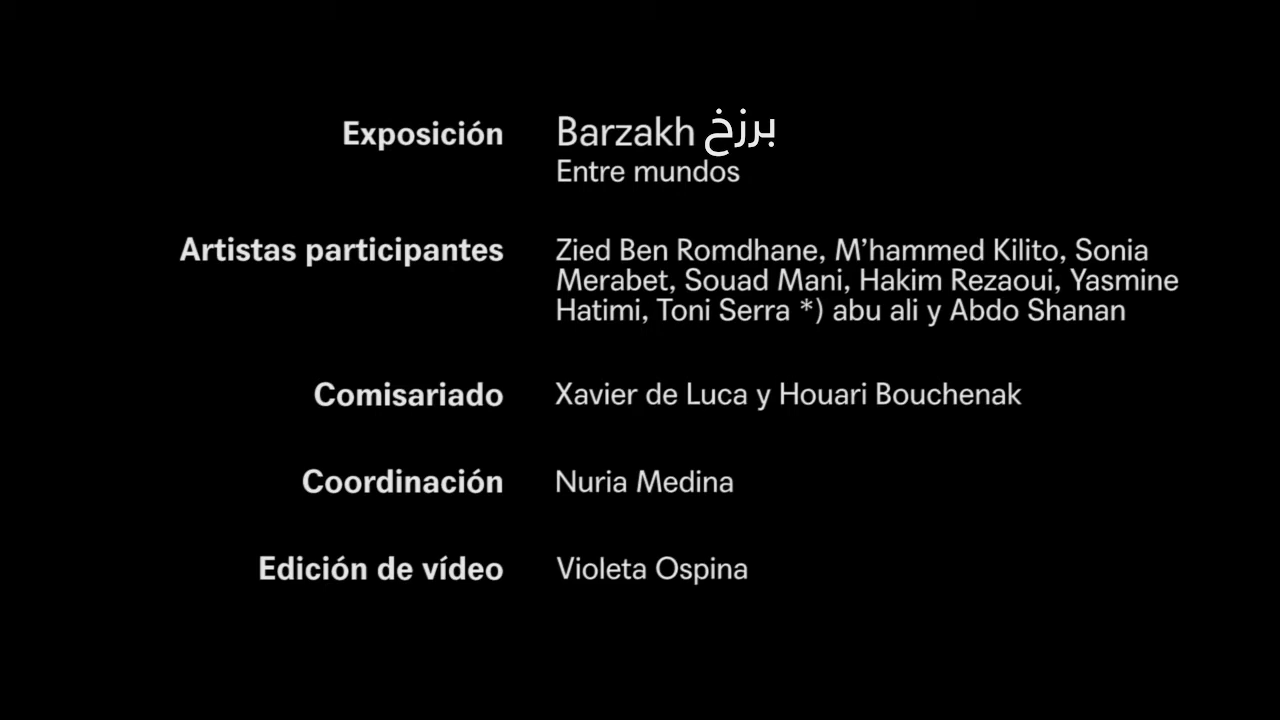 Exposición Barzakh برزخ
Entre mundos
Artistas participantes Zied Ben Romdhane, M’hammed Kilito, Sonia
Merabet, Souad Mani, Hakim Rezaoui, Yasmine
Hatimi, Toni Serra *) abu ali y Abdo Shanan
Comisariado Xavier de Luca y Houari Bouchenak
Coordinación Nuria Medina
Edición de vídeo Violeta Ospina